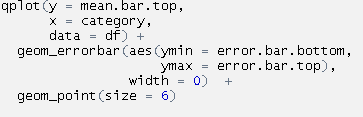 qplot(y = mean.bar.top,
x = category,
data = df) +
geom_errorbar(aes(ymin = error.bar.bottom,
ymax = error.bar.top),
width = 0) +
geom_point(size = 6)